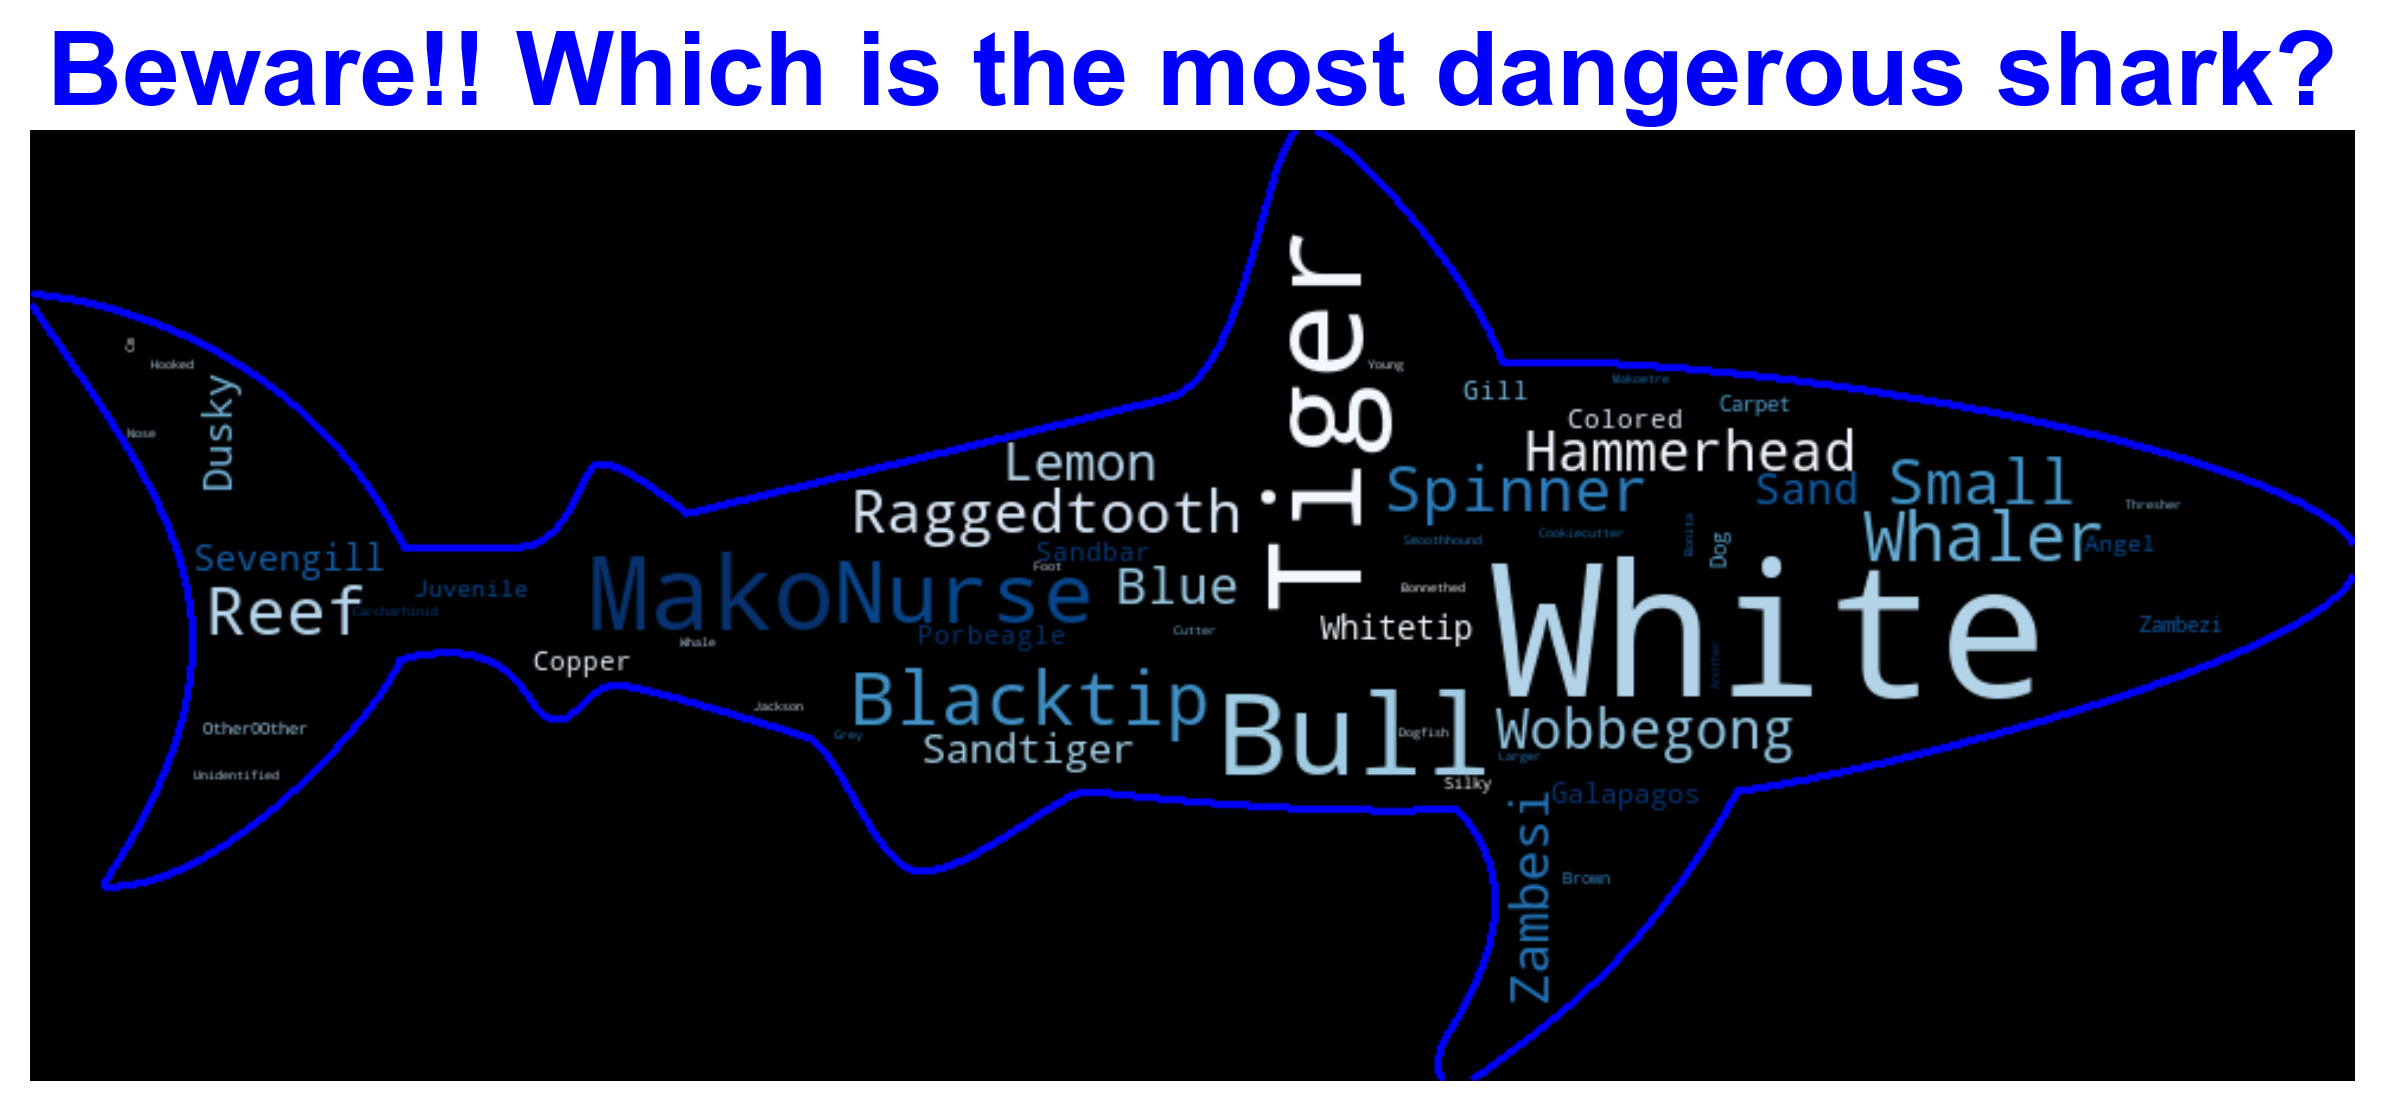 Beware!! Which is the most dangerous shark?
Tiger
Young
Hooked
Nose
Dusky
Gill
Makoetre
Carpet
Colored
Hammerhead
Lemon
Raggedtooth
Spinner
Sand
Small
Thresher
Whaler
Angel
Smoothhound
Cookiecutter
Bonita
Dog
Sevengill
Reef
Juvenile
Carcharhinid
Mako
Nurse
Sandbar
Foot
Blue
Bonnethed
White
Whitetip
Zambezi
Porbeagle
Cutter
Whale
Copper
Another
Blacktip
Jackson
Grey
Sandtiger
Bull
Dogfish
Wobbegong
Larger
Silky
OtherOOther
Unidentified
Galapagos
Zambesi
Brown